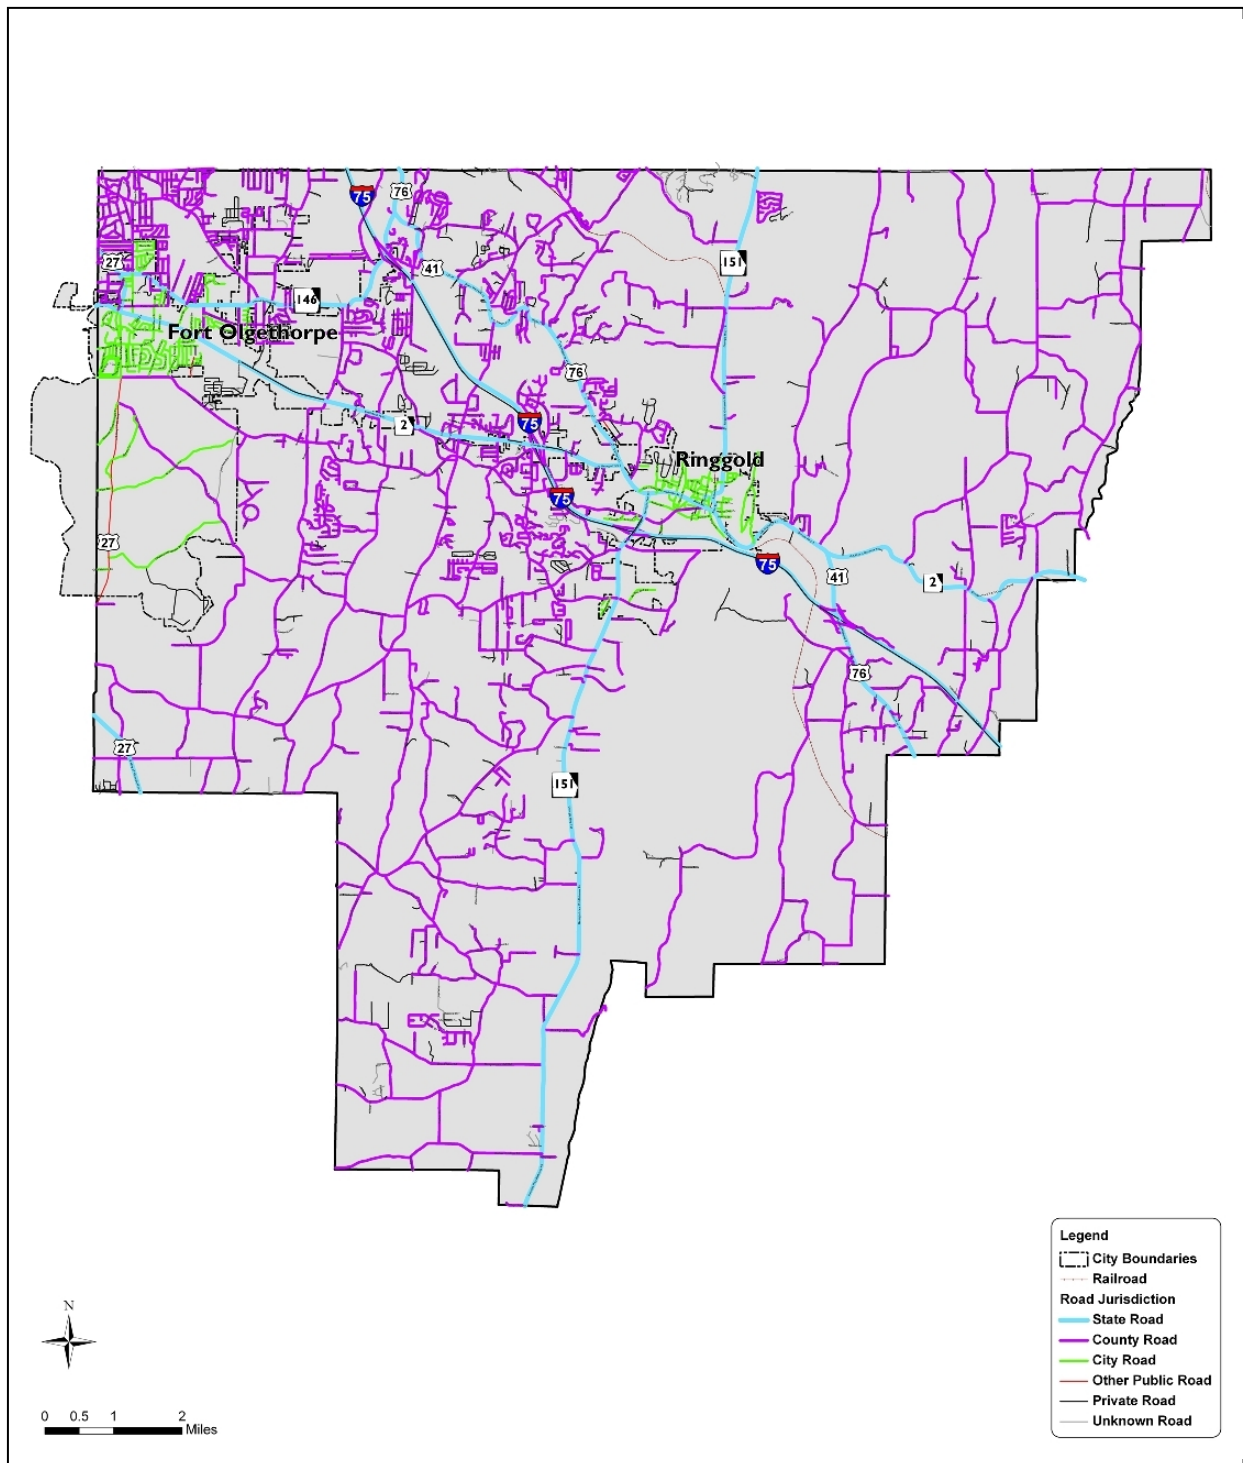 75
76
27
41
151
146
Fort Olgethorpe
76
2
75
Ringgold
75
27
75
41
2
76
27
151
Legend
City Boundaries
Railroad
Road Jurisdiction
State Road
County Road
City Road
Other Public Road
Private Road
Unknown Road
N
0 0.5 1 2
Miles